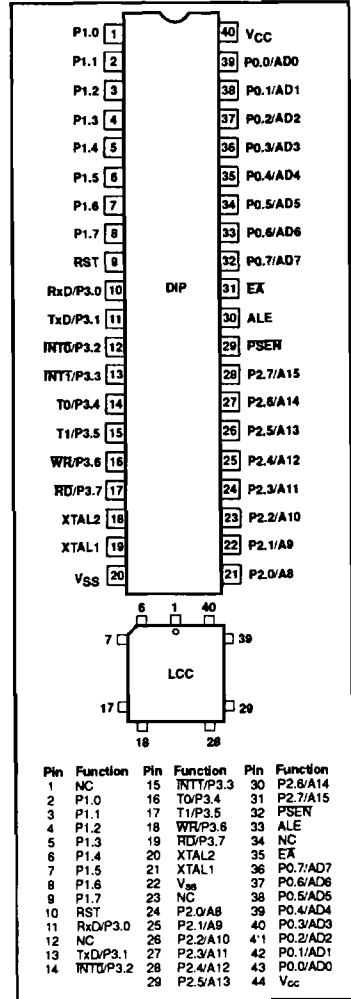 P1.0 1 40 VCC
P1.1 2 39 P0.0/AD0
P1.2 3 38 P0.1/AD1
P1.3 4 37 P0.2/AD2
P1.4 5 36 P0.3/AD3
P1.5 6 35 P0.4/AD4
P1.6 7 34 P0.5/AD5
P1.7 8 33 P0.6/AD6
RST 9 32 P0.7/AD7
RxD/P3.0 10 DIP 31 EA
TxD/P3.1 11 30 ALE
INT0/P3.2 12 29 PSEN
INT1/P3.3 13 28 P2.7/A15
T0/P3.4 14 27 P2.6/A14
T1/P3.5 15 26 P2.5/A13
WR/P3.6 16 25 P2.4/A12
RD/P3.7 17 24 P2.3/A11
XTAL2 18 23 P2.2/A10
XTAL1 19 22 P2.1/A9
VSS 20 21 P2.0/A8
6 1 40
7 39
LCC
17 29
18 28
Pin Function Pin Function Pin Function
1 NC 15 INT1/P3.3 30 P2.6/A14
2 P1.0 16 T0/P3.4 31 P2.7/A15
3 P1.1 17 T1/P3.5 32 PSEN
4 P1.2 18 WR/P3.6 33 ALE
5 P1.3 19 RD/P3.7 34 NC
6 P1.4 20 XTAL2 35 EA
7 P1.5 21 XTAL1 36 P0.7/AD7
8 P1.6 22 VSS 37 P0.6/AD6
9 P1.7 23 NC 38 P0.5/AD5
10 RST 24 P2.0/A8 39 P0.4/AD4
11 RxD/P3.0 25 P2.1/A9 40 P0.3/AD3
12 NC 26 P2.2/A10 4'1 P0.2/AD2
13 TxD/P3.1 27 P2.3/A11 42 P0.1/AD1
14 INT0/P3.2 28 P2.4/A12 43 P0.0/AD0
29 P2.5/A13 44 VCC